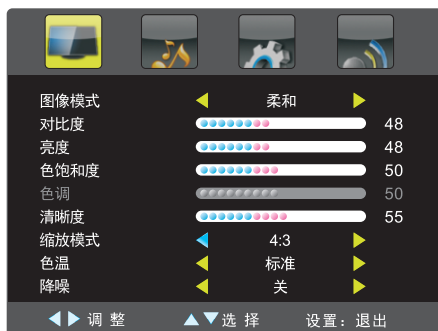 图像模式 柔和
对比度 48
亮度 48
色饱和度 50
色调 50
清晰度 55
缩放模式 4:3
色温 标准
降噪 关
调整 选择 设置：退出